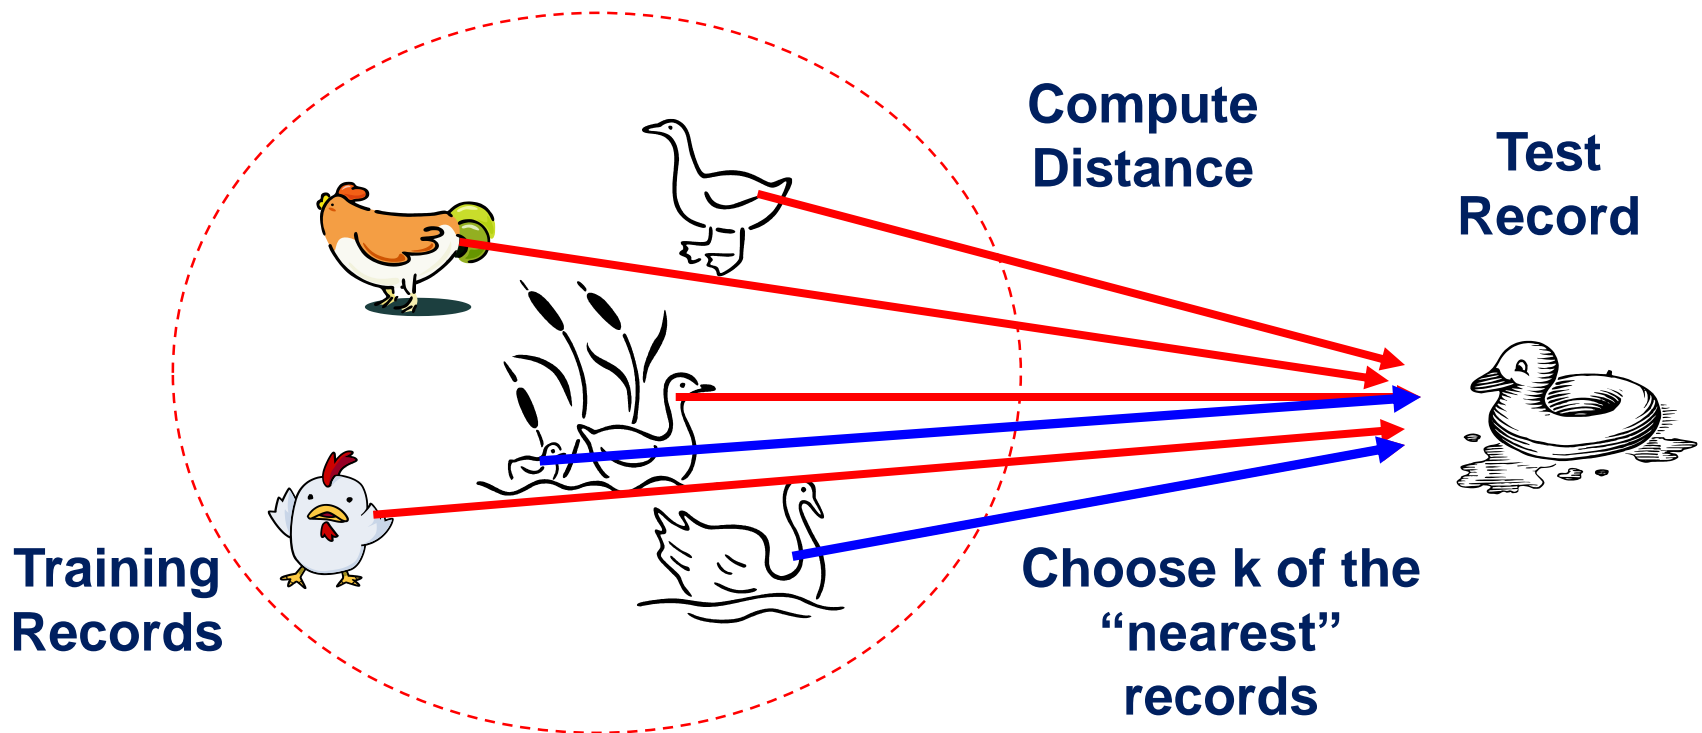 Compute
Distance
Test
Record
Training
Records
Choose k of the
“nearest”
records